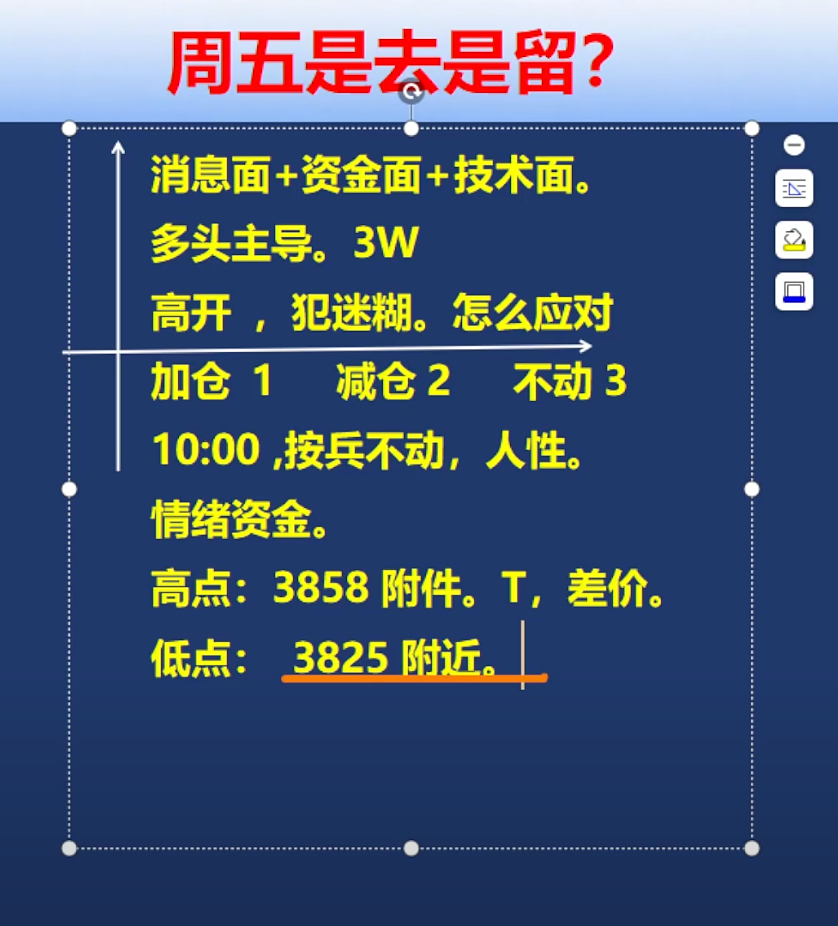 周五是去是留？
消息面+资金面+技术面。
多头主导。3W
高开 ，犯迷糊。怎么应对
加仓 1 减仓 2 不动 3
10:00 ,按兵不动，人性。
情绪资金。
高点：3858 附件。T，差价。
低点： 3825 附近。